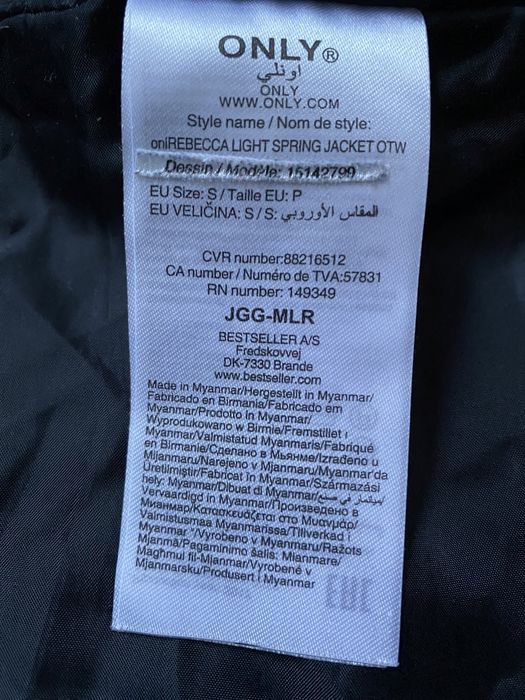 ONLY®
اونلي
ONLY
WWW.ONLY.COM
Style name / Nom de style:
onlREBECCA LIGHT SPRING JACKET OTW
Dessin / Modèle: 15142799
EU Size: S / Taille EU: P
EU VELIČINA: S / S: المقاس الأوروبي
CVR number:88216512
CA number / Numéro de TVA:57831
RN number: 149349
JGG-MLR
BESTSELLER A/S
Fredskovvej
DK-7330 Brande
www.bestseller.com
Made in Myanmar/Hergestellt in Myanmar/
Fabricado en Birmania/Fabricado em
Myanmar/Prodotto in Myanmar/
Wyprodukowano w Birmie/Fremstillet i
Myanmar/Valmistatud Myanmaris/Fabriqué
en Birmanie/Сделано в Мьянме/Izrađeno u
Mijanmaru/Narejeno v Mjanmaru/Myanmar'da
Üretilmiştir/Fabricat în Myanmar/Származási
hely: Myanmar/Dibuat di Myanmar/ميانمار في صنع/
Vervaardigd in Myanmar/Произведено в
Мианмар/Κατασκευάζεται στο Μυανμάρ/
Valmistusmaa Myanmarissa/Tillverkad i
Myanmar "/Vyrobeno v Myanmaru/Ražots
Mjanmā/Pagaminimo šalis: Mianmare/
Magħmul fil-Mjanmar/Vyrobené v
Mjanmarsku/Produsert i Myanmar
EAC